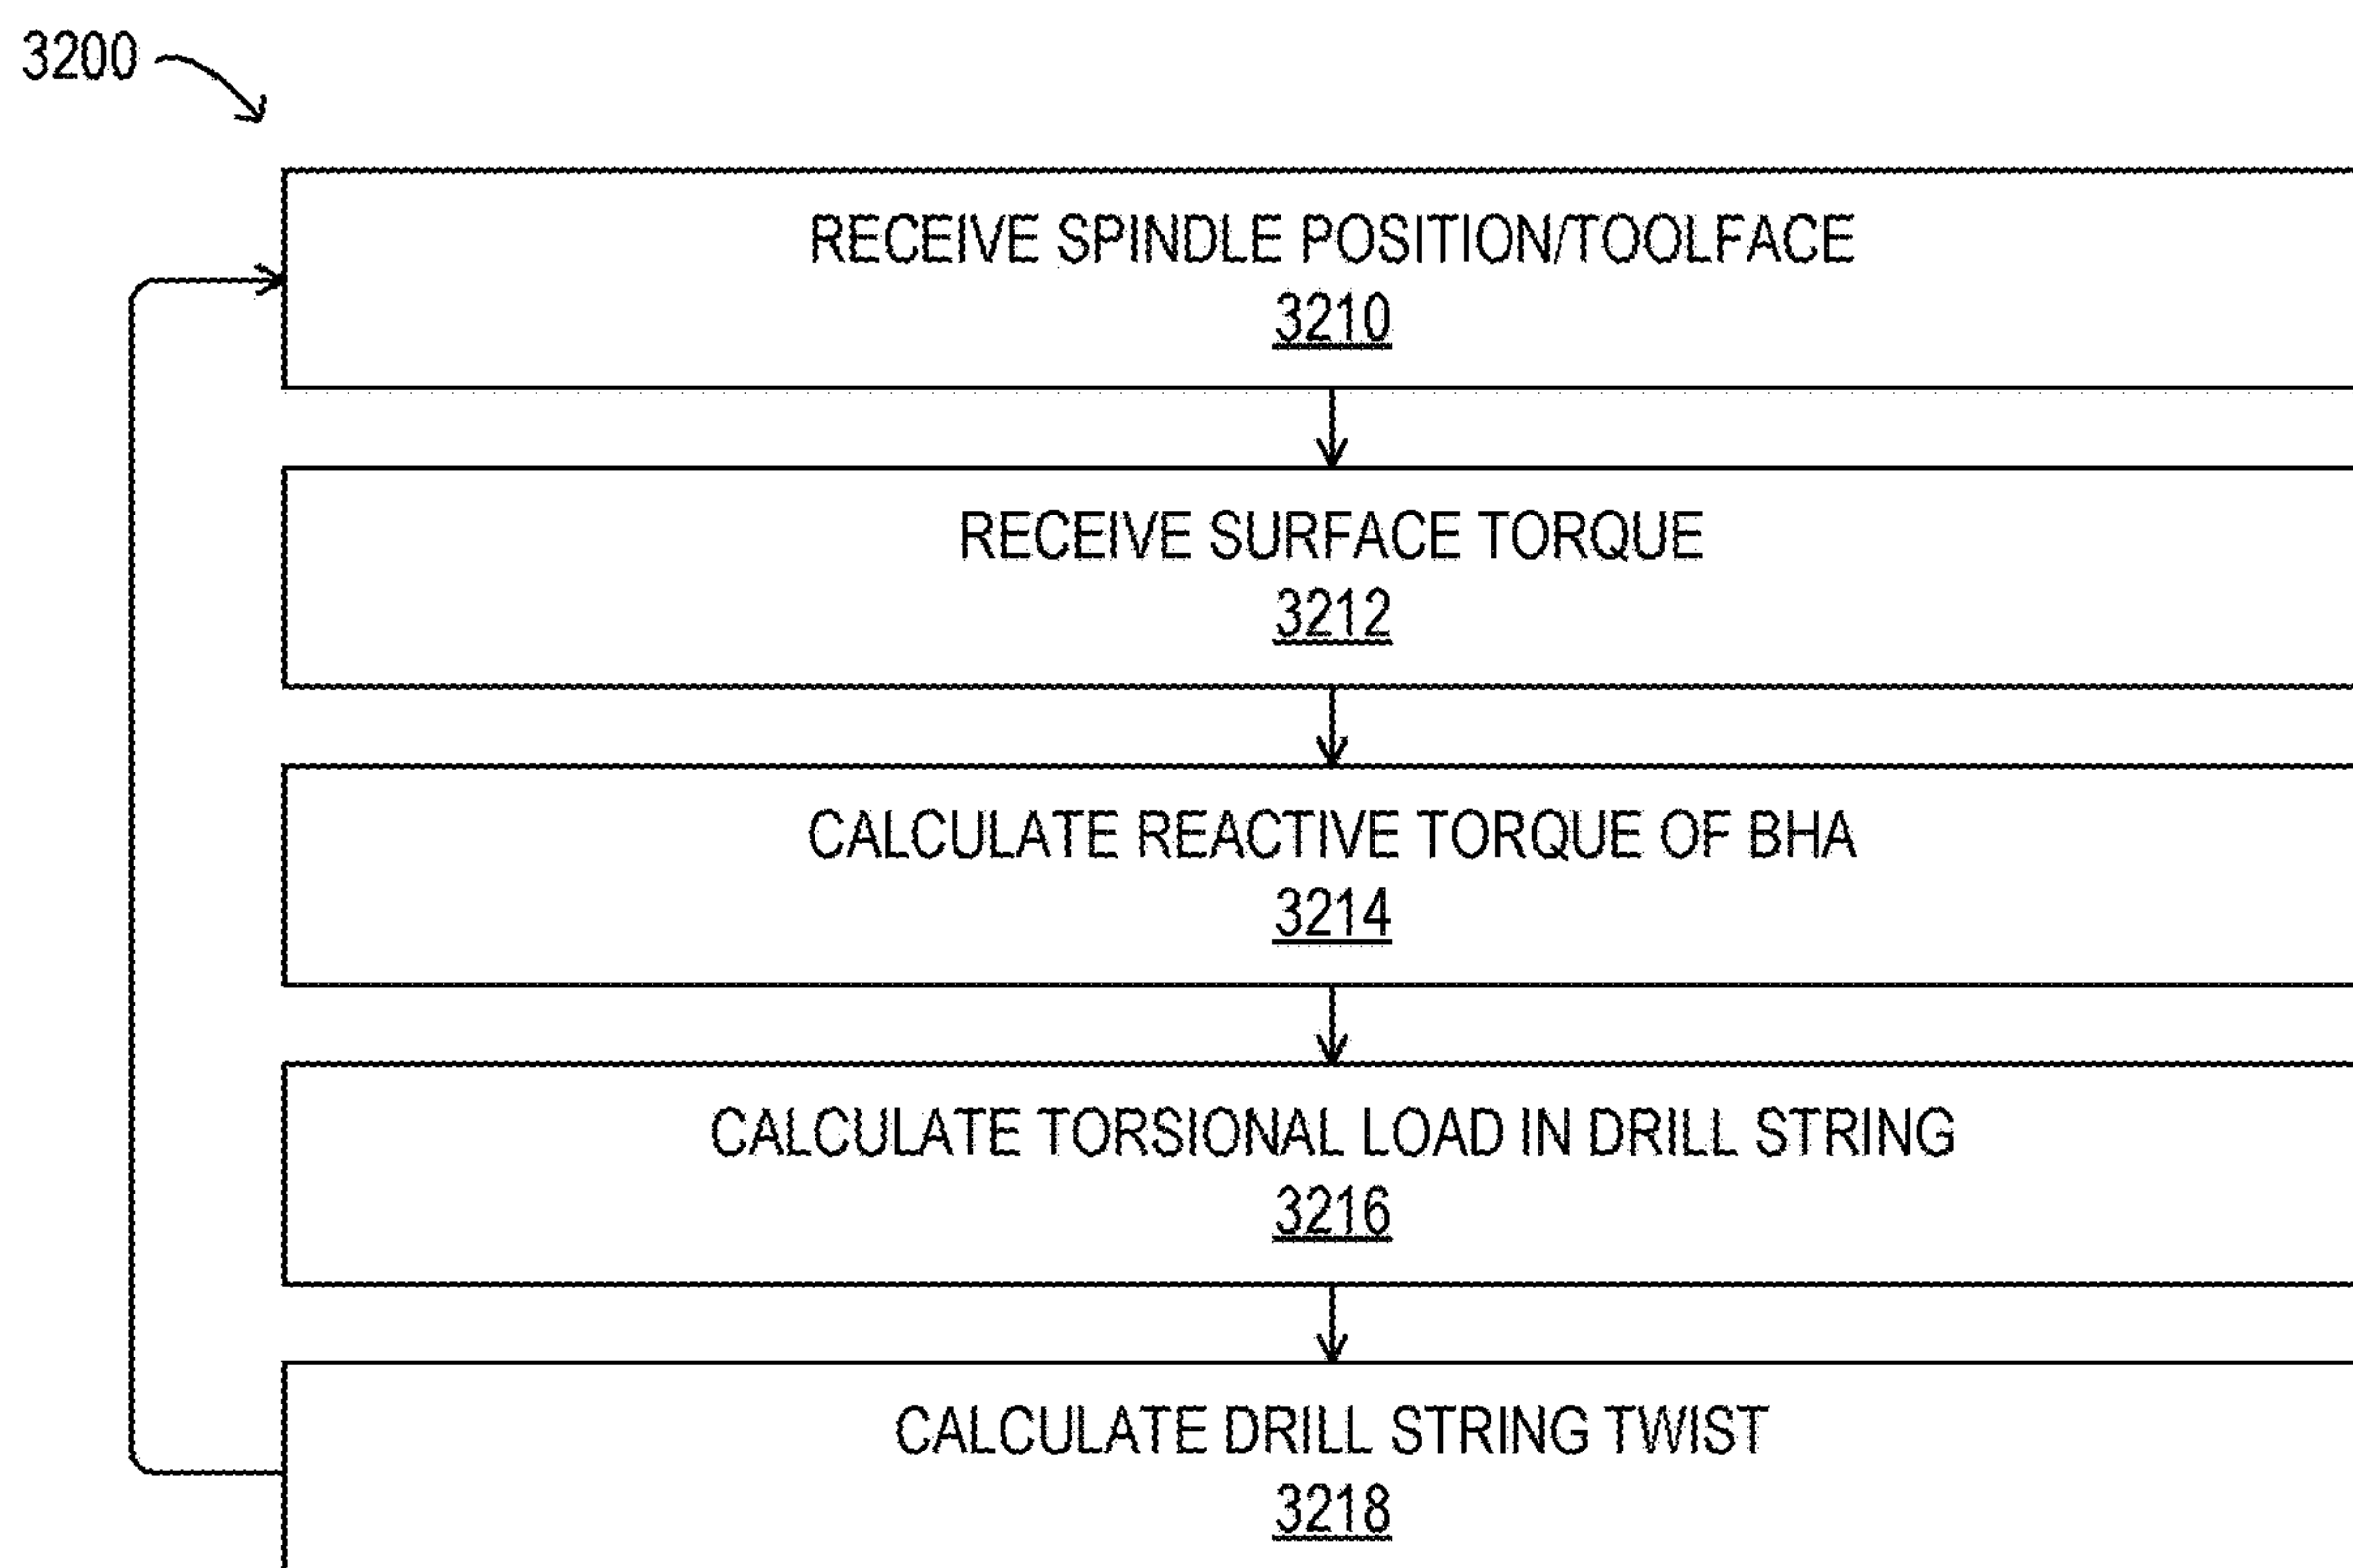 3200
RECEIVE SPINDLE POSITION/TOOLFACE
3210
RECEIVE SURFACE TORQUE
3212
CALCULATE REACTIVE TORQUE OF BHA
3214
CALCULATE TORSIONAL LOAD IN DRILL STRING
3216
CALCULATE DRILL STRING TWIST
3218